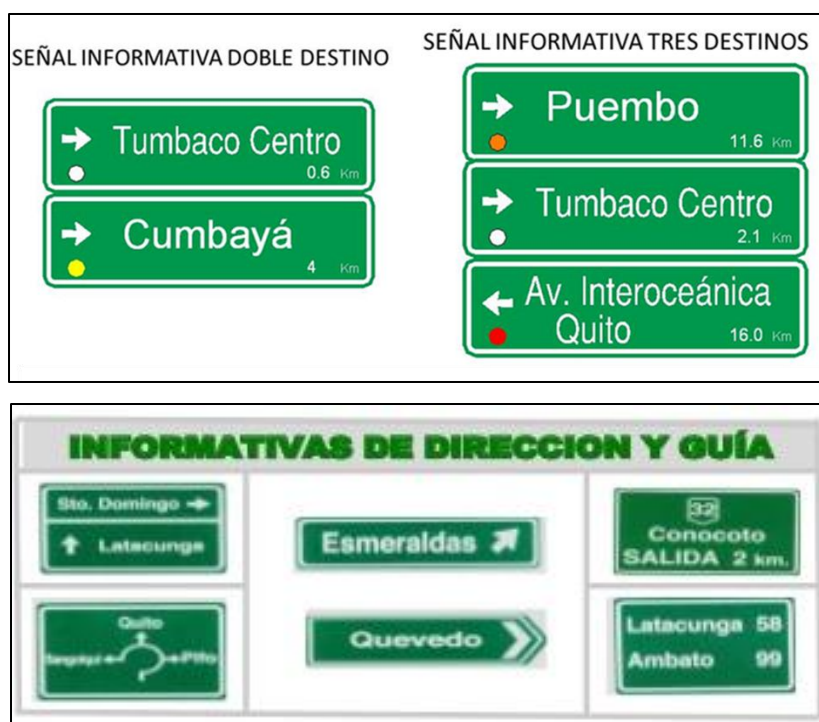 SEÑAL INFORMATIVA DOBLE DESTINO
Tumbaco Centro
0.6 Km
Cumbayá
4 Km
SEÑAL INFORMATIVA TRES DESTINOS
Puembo
11.6 Km
Tumbaco Centro
2.1 Km
Av. Interoceánica
Quito 16.0 Km
INFORMATIVAS DE DIRECCION Y GUÍA
Sto. Domingo
Latacunga
Esmeraldas
32
Conocoto
SALIDA 2 km.
Quito
Sangolquí Pifo
Quevedo
Latacunga 58
Ambato 99